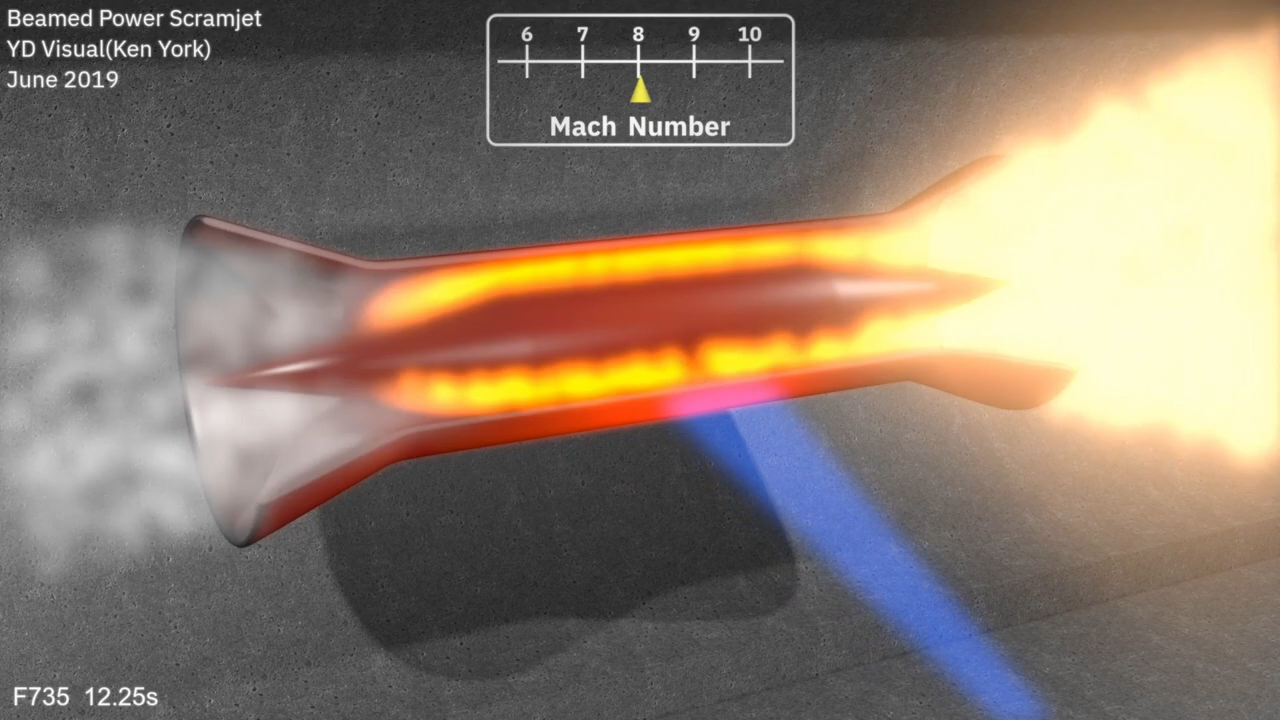 Beamed Power Scramjet
YD Visual(Ken York)
June 2019
6 7 8 9 10
Mach Number
F735 12.25s